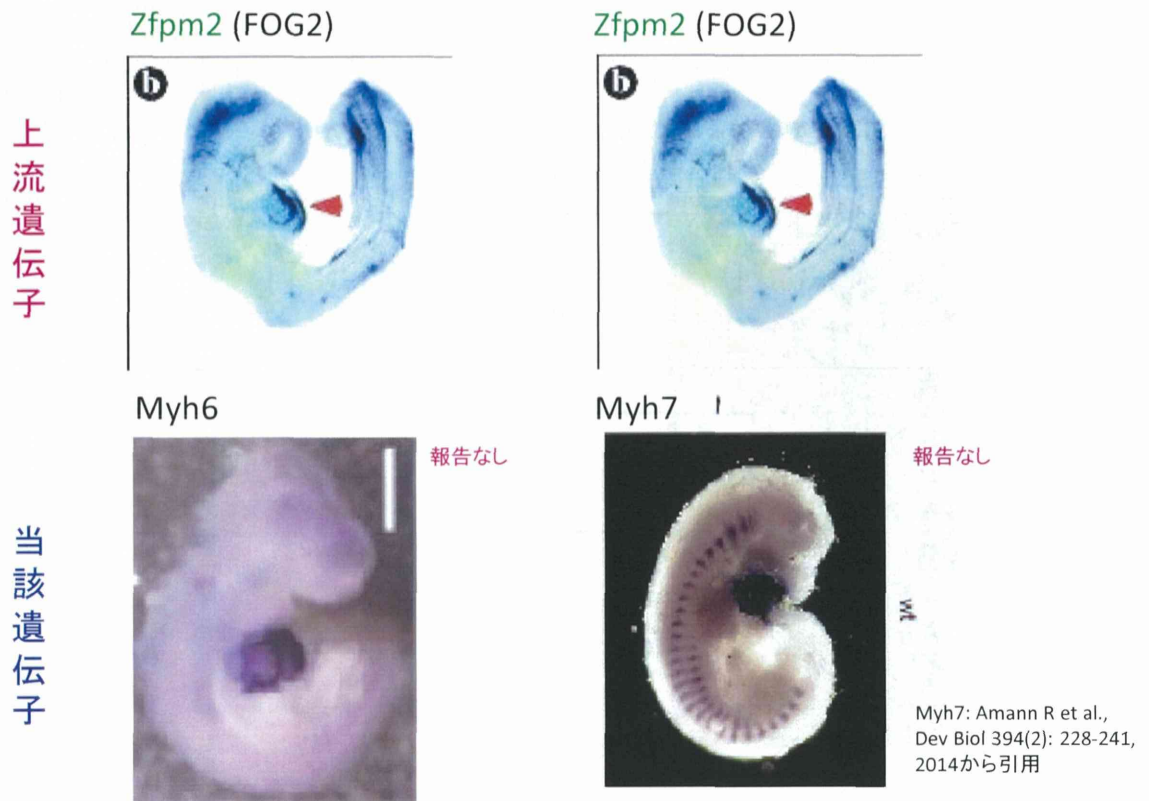 Zfpm2 (FOG2)
Zfpm2 (FOG2)
b
b
上流遺伝子
Myh6
Myh7
報告なし
報告なし
当該遺伝子
wt
Myh7: Amann R et al.,
Dev Biol 394(2): 228-241,
2014から引用